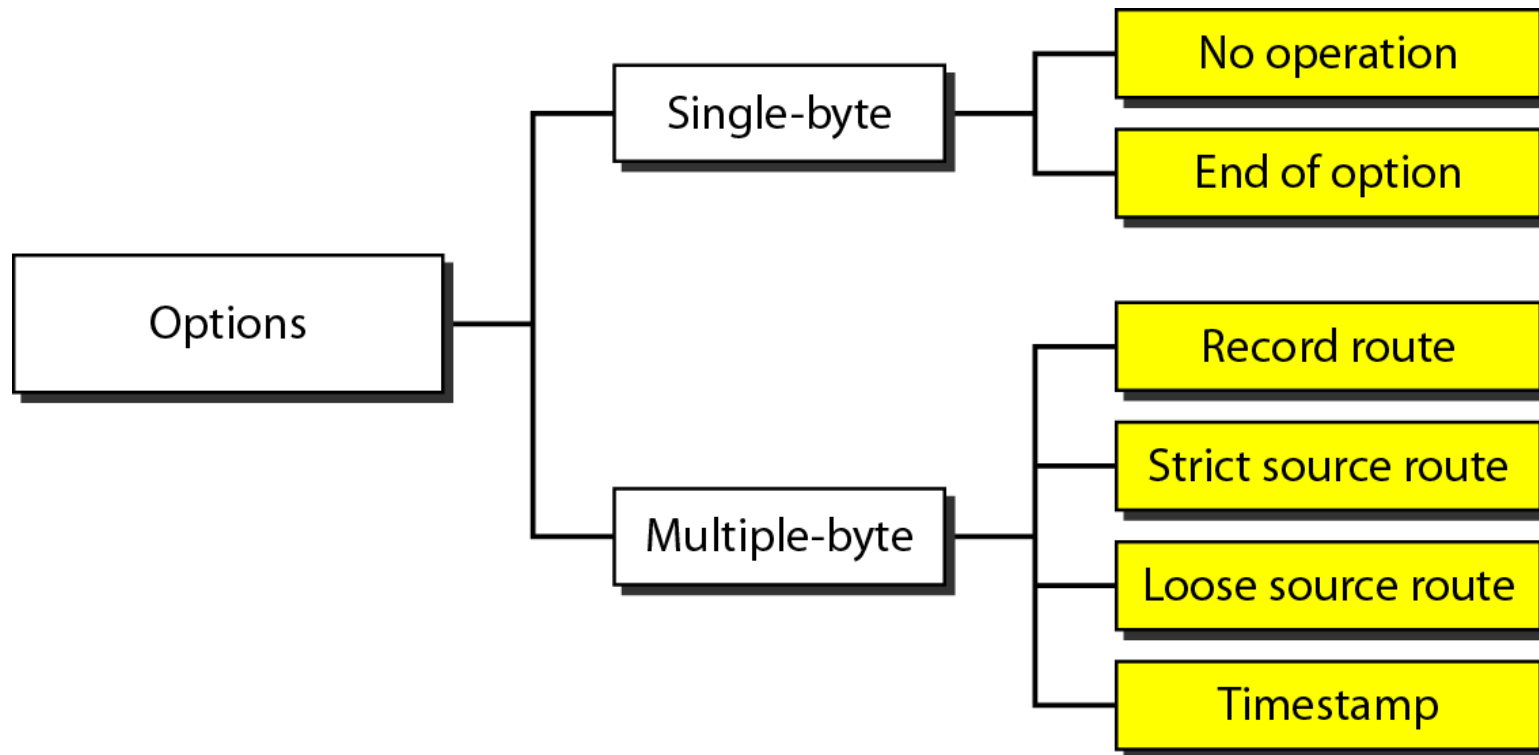 Options
Single-byte
No operation
End of option
Multiple-byte
Record route
Strict source route
Loose source route
Timestamp